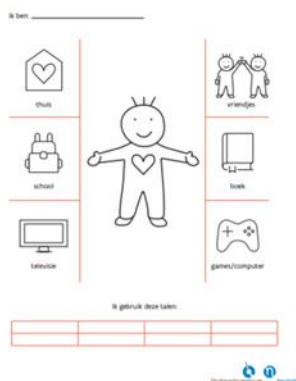 Ik ben:
thuis
vriendjes
school
boek
televisie
games/computer
Ik gebruik deze talen: